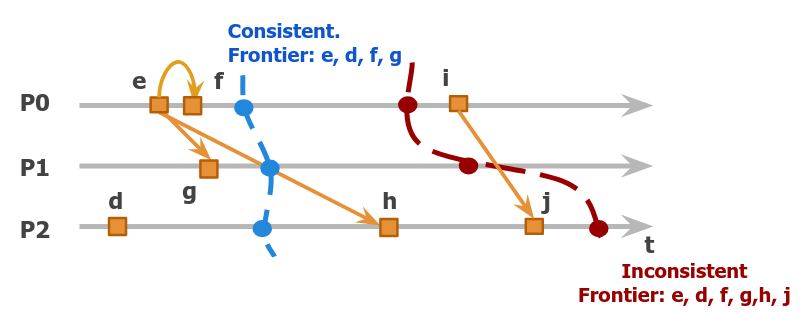 Consistent.
Frontier: e, d, f, g
e
f
i
P0
P1
g
d
h
j
P2
t
Inconsistent
Frontier: e, d, f, g,h, j